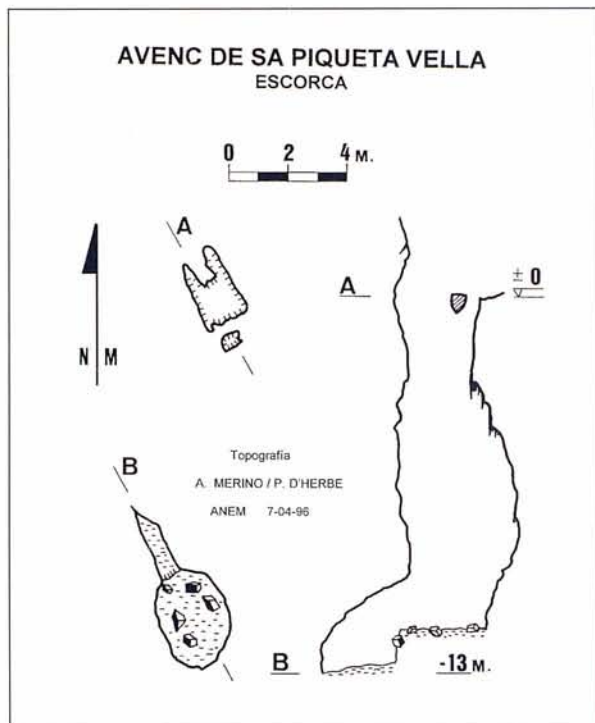 AVENC DE SA PIQUETA VELLA
ESCORCA
0 2 4 M.
A
A
± 0
N M
B
Topografía
A. MERINO / P. D'HERBE
ANEM 7-04-96
B
-13 M.